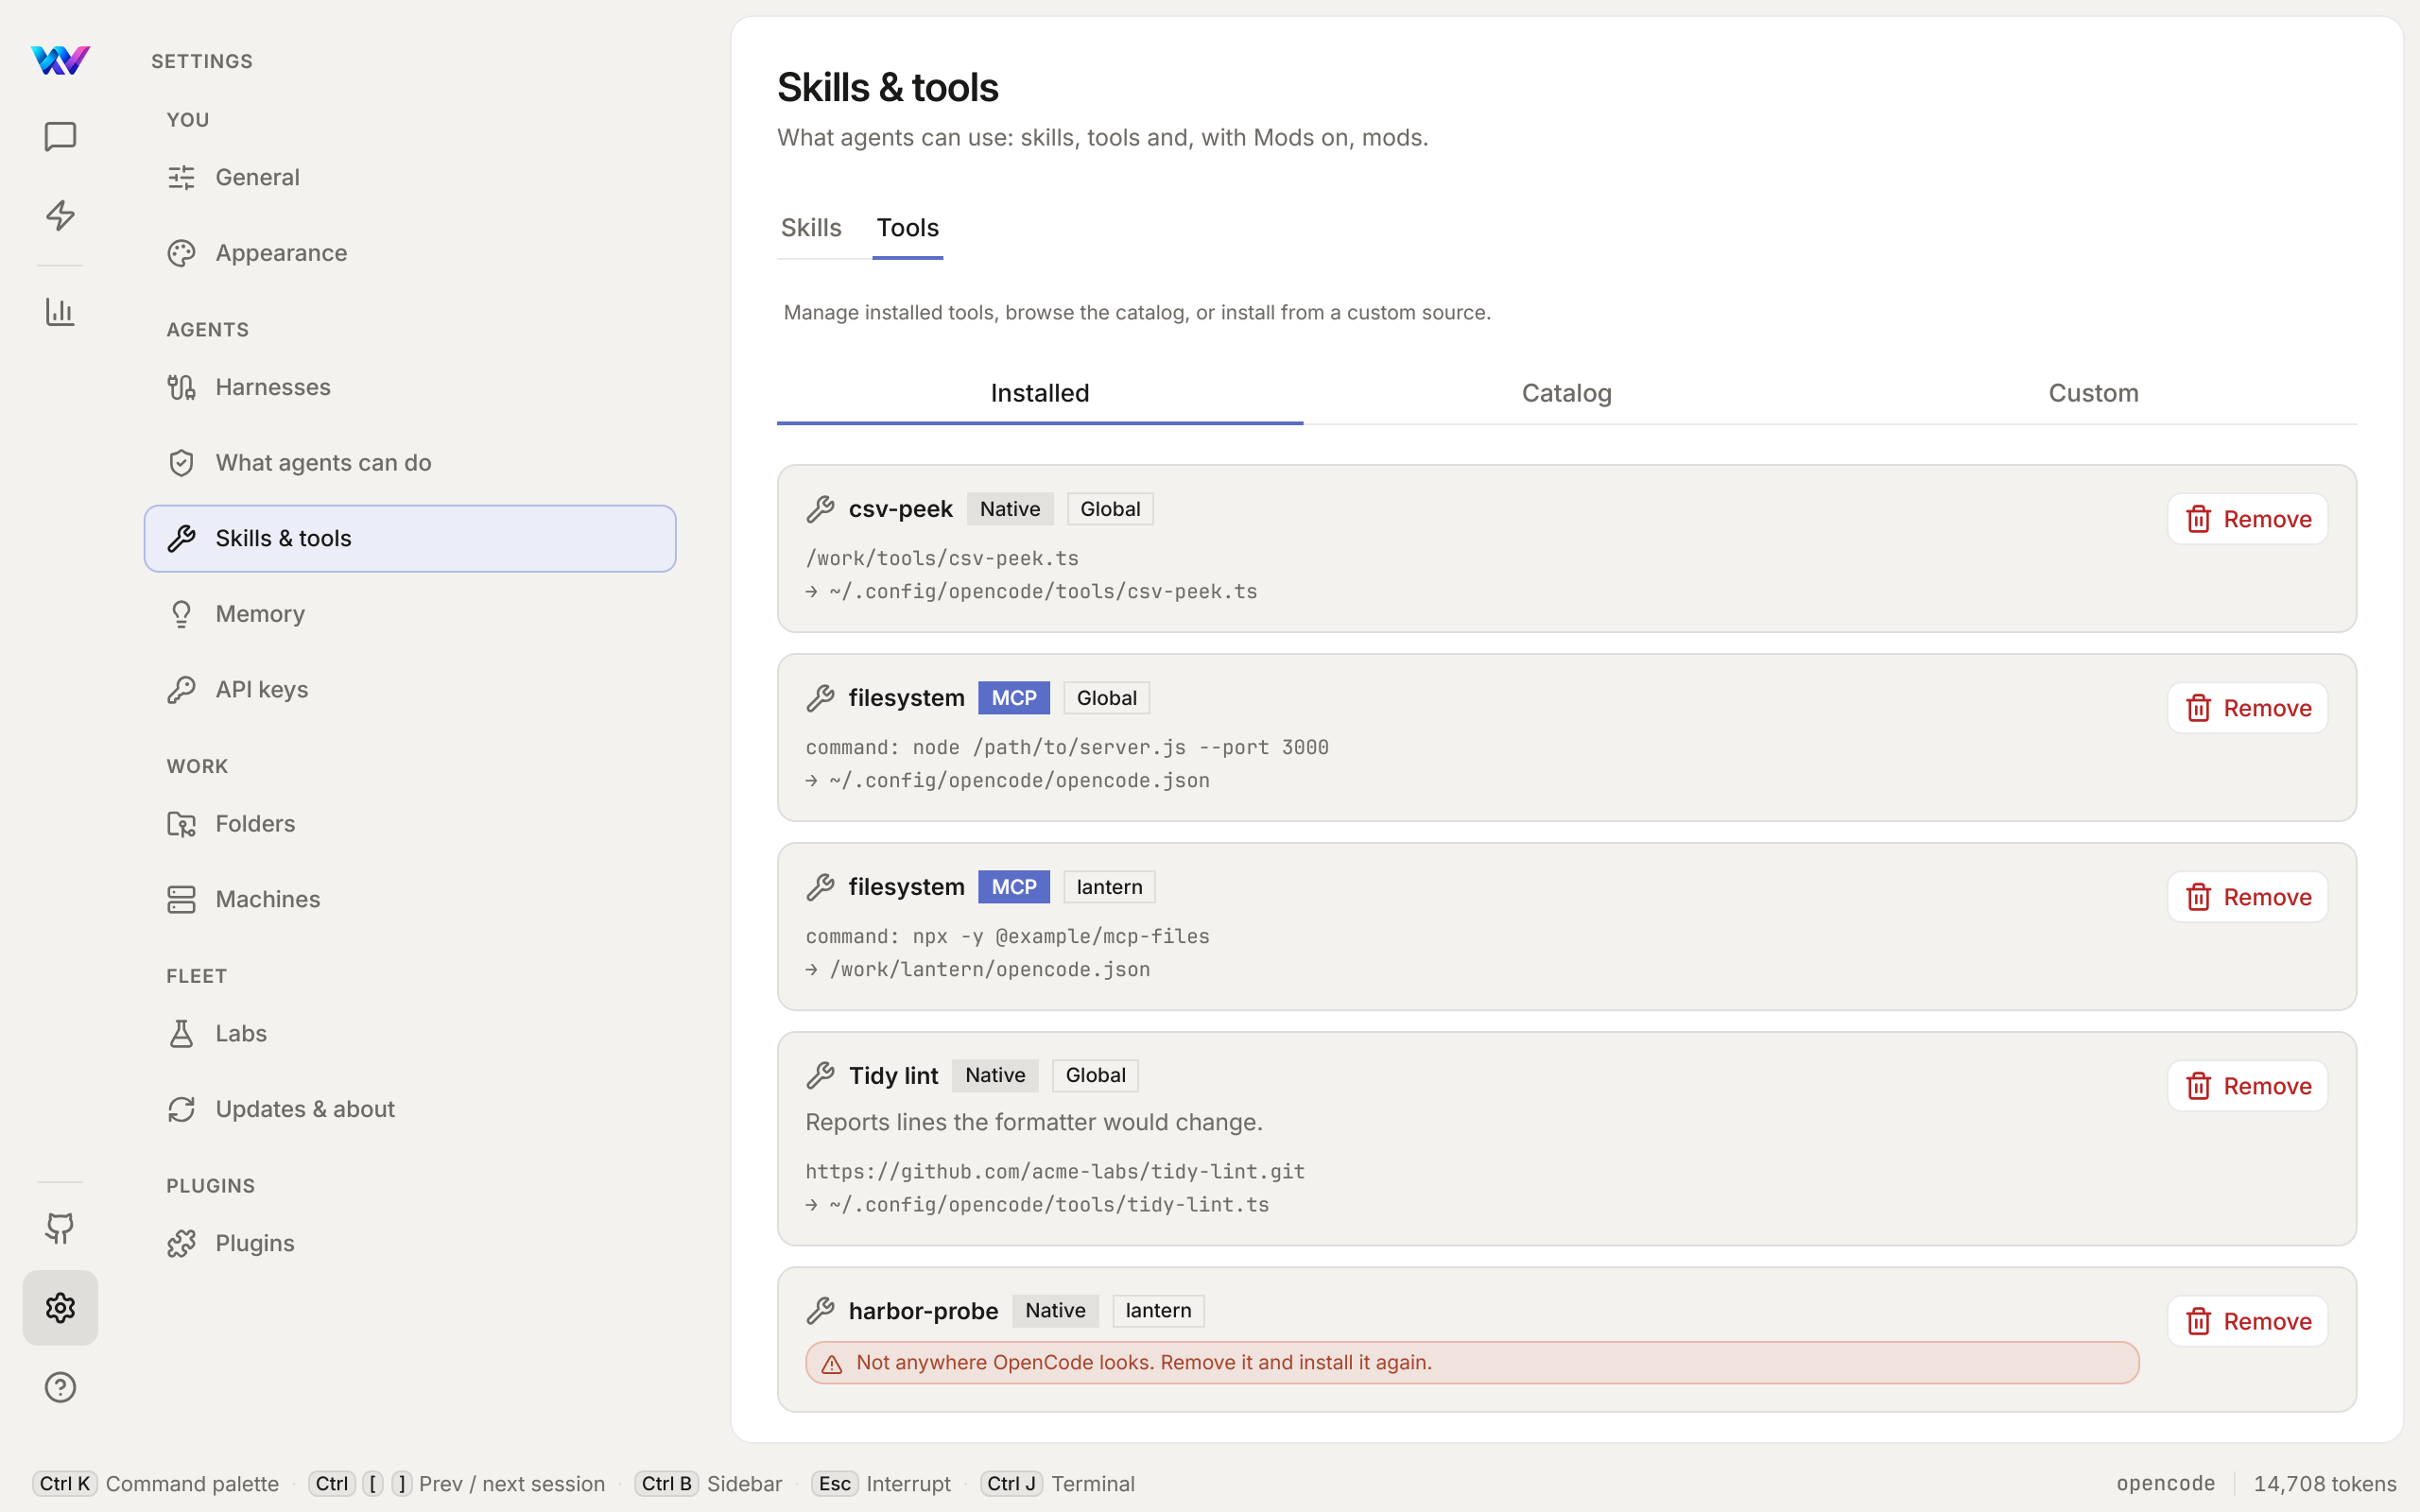 SETTINGS
YOU
General
Appearance
AGENTS
Harnesses
What agents can do
Skills & tools
Memory
API keys
WORK
Folders
Machines
FLEET
Labs
Updates & about
PLUGINS
Plugins
Skills & tools
What agents can use: skills, tools and, with Mods on, mods.
Skills Tools
Manage installed tools, browse the catalog, or install from a custom source.
Installed Catalog Custom
csv-peek Native Global Remove
/work/tools/csv-peek.ts
→ ~/.config/opencode/tools/csv-peek.ts
filesystem MCP Global Remove
command: node /path/to/server.js --port 3000
→ ~/.config/opencode/opencode.json
filesystem MCP lantern Remove
command: npx -y @example/mcp-files
→ /work/lantern/opencode.json
Tidy lint Native Global Remove
Reports lines the formatter would change.
https://github.com/acme-labs/tidy-lint.git
→ ~/.config/opencode/tools/tidy-lint.ts
harbor-probe Native lantern Remove
Not anywhere OpenCode looks. Remove it and install it again.
Ctrl K Command palette · Ctrl [ ] Prev / next session · Ctrl B Sidebar · Esc Interrupt · Ctrl J Terminal opencode 14,708 tokens